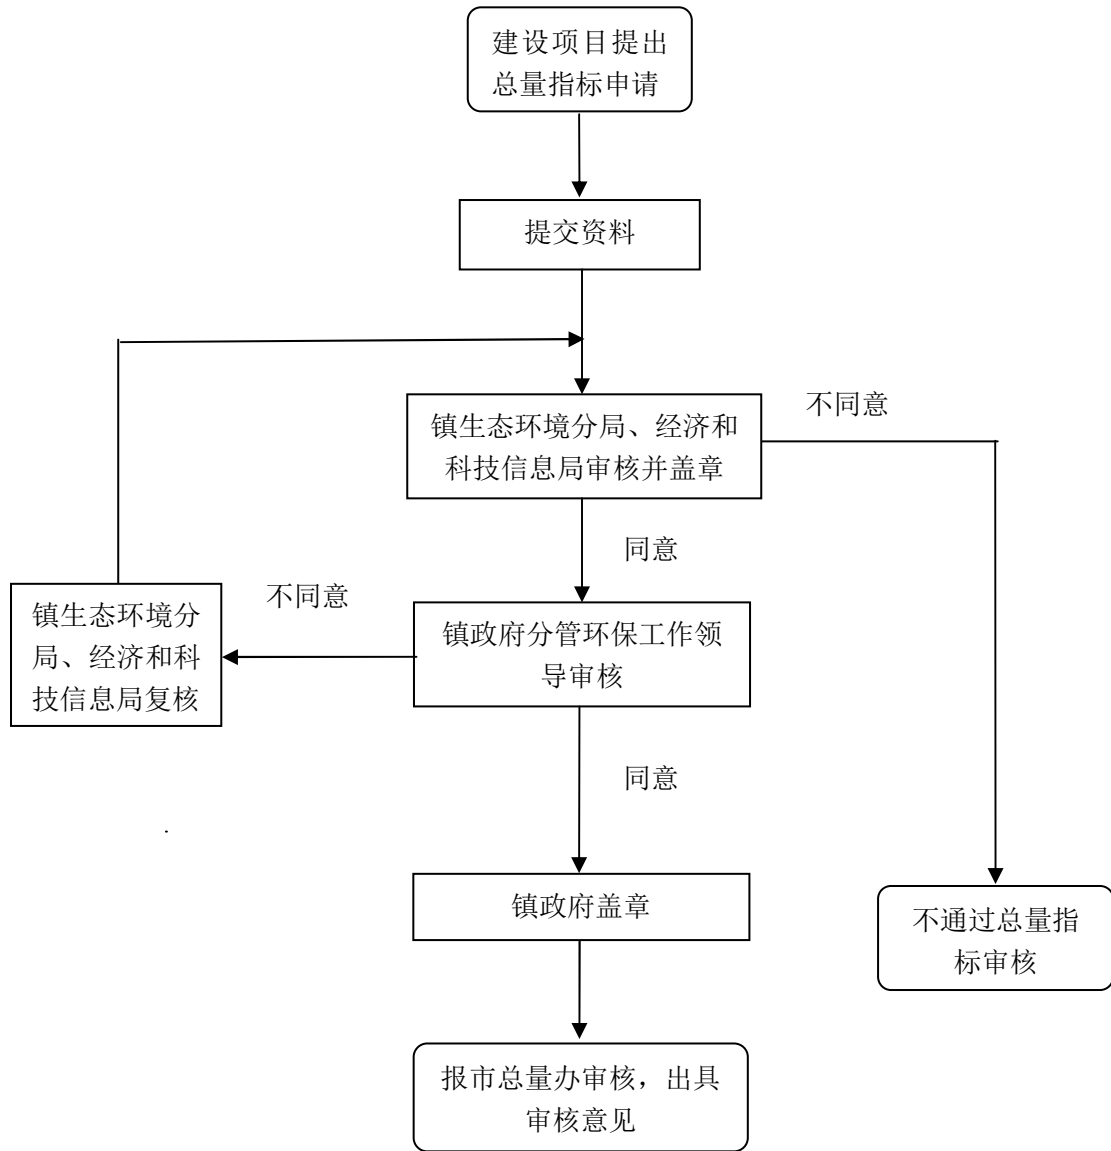 建设项目提出
总量指标申请
提交资料
不同意
镇生态环境分局、经济和
科技信息局审核并盖章
同意
不同意
镇生态环境分
局、经济和科
技信息局复核
镇政府分管环保工作领
导审核
同意
镇政府盖章
不通过总量指
标审核
报市总量办审核，出具
审核意见